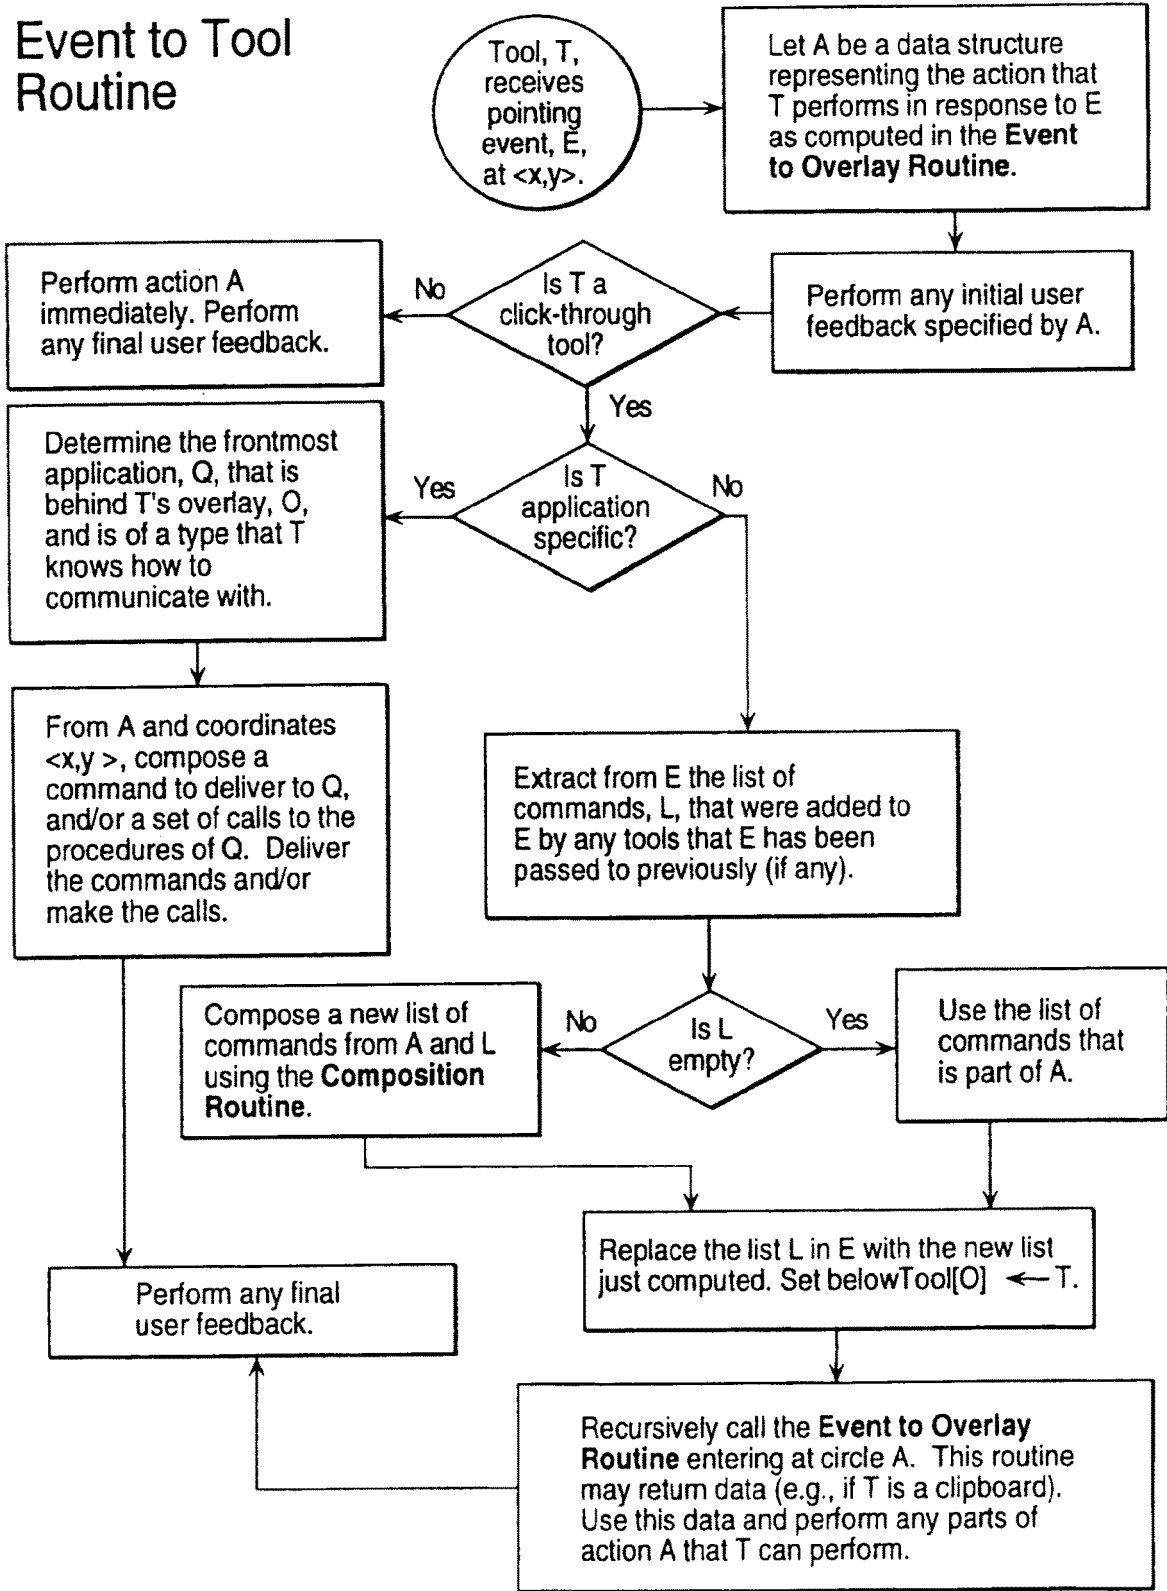 Event to Tool
Routine
Tool, T,
receives
pointing
event, E,
at <x,y>.
Let A be a data structure
representing the action that
T performs in response to E
as computed in the Event
to Overlay Routine.
Perform any initial user
feedback specified by A.
Is T a
click-through
tool?
No
Perform action A
immediately. Perform
any final user feedback.
Yes
Is T
application
specific?
Yes
No
Determine the frontmost
application, Q, that is
behind T's overlay, O,
and is of a type that T
knows how to
communicate with.
From A and coordinates
<x,y >, compose a
command to deliver to Q,
and/or a set of calls to the
procedures of Q. Deliver
the commands and/or
make the calls.
Extract from E the list of
commands, L, that were added to
E by any tools that E has been
passed to previously (if any).
Is L
empty?
No
Yes
Compose a new list of
commands from A and L
using the Composition
Routine.
Use the list of
commands that
is part of A.
Replace the list L in E with the new list
just computed. Set belowTool[O] ← T.
Perform any final
user feedback.
Recursively call the Event to Overlay
Routine entering at circle A. This routine
may return data (e.g., if T is a clipboard).
Use this data and perform any parts of
action A that T can perform.